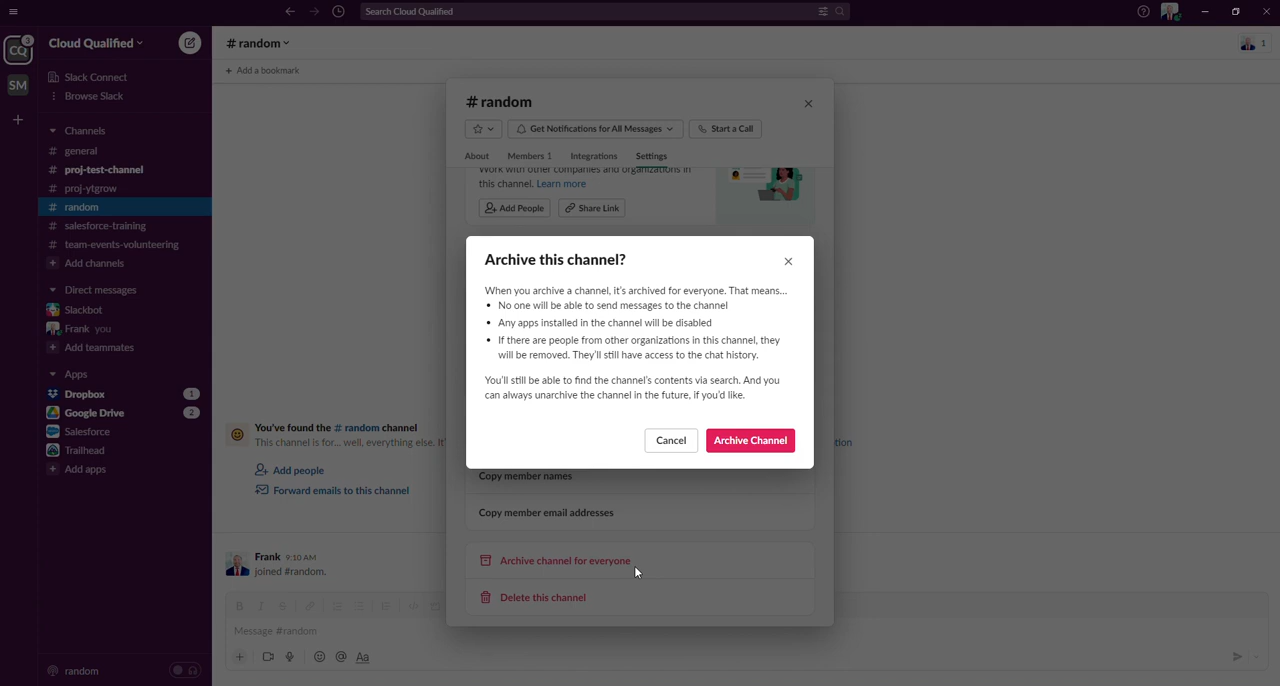 Search Cloud Qualified
CQ
3
SM
Cloud Qualified
Slack Connect
Browse Slack
Channels
# general
# proj-test-channel
# proj-ytgrow
# random
# salesforce-training
# team-events-volunteering
+ Add channels
Direct messages
Slackbot
Frank you
+ Add teammates
Apps
Dropbox 1
Google Drive 2
Salesforce
Trailhead
+ Add apps
random
# random
1
+ Add a bookmark
You've found the # random channel
This channel is for... well, everything else. It'
Add people
Forward emails to this channel
Frank 9:10 AM
joined #random.
B I S
Message #random
Aa
# random
Get Notifications for All Messages
Start a Call
About Members 1 Integrations Settings
Work with other companies and organizations in
this channel. Learn more
Add People Share Link
Archive this channel?
When you archive a channel, it's archived for everyone. That means...
• No one will be able to send messages to the channel
• Any apps installed in the channel will be disabled
• If there are people from other organizations in this channel, they
will be removed. They'll still have access to the chat history.
You'll still be able to find the channel's contents via search. And you
can always unarchive the channel in the future, if you'd like.
Cancel Archive Channel
Copy member names
Copy member email addresses
Archive channel for everyone
Delete this channel